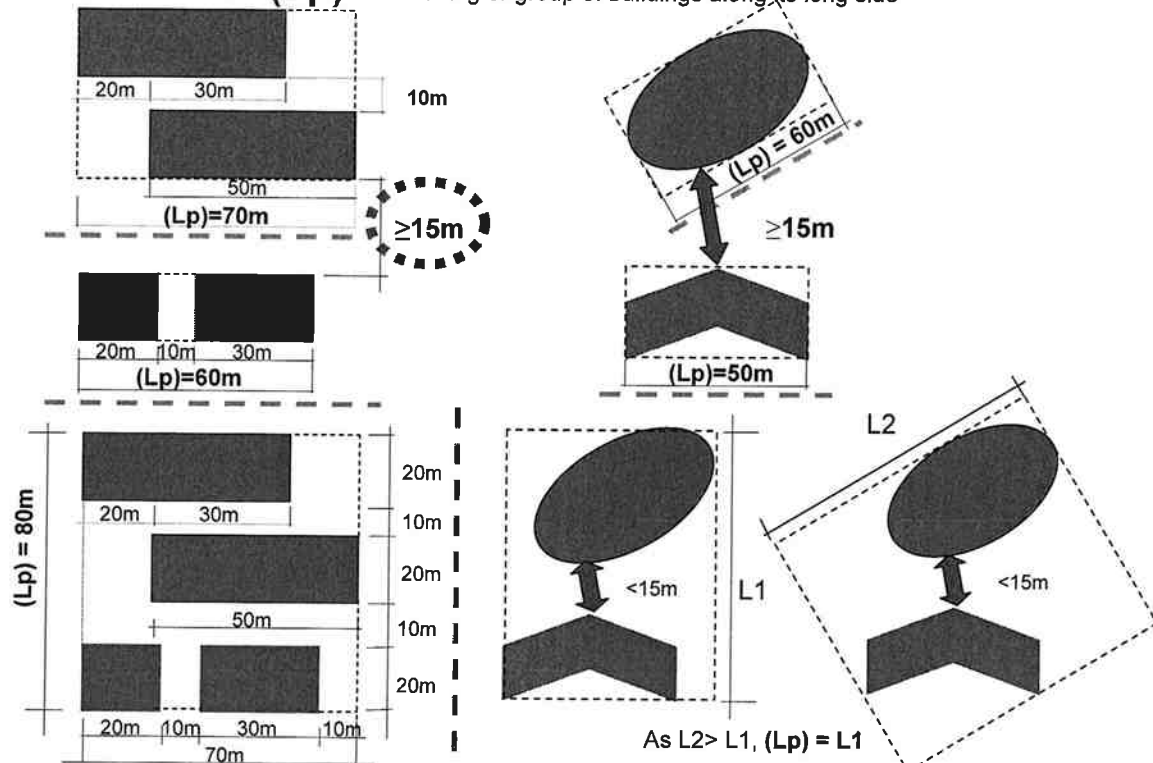 (Lp)
group of buildings along its long side
20m 30m
10m
50m
(Lp)=70m
≥15m
20m 10m 30m
(Lp)=60m
(Lp) = 60m
≥15m
(Lp)=50m
(Lp) = 80m
20m 30m
50m
20m
10m
20m
10m
20m
20m 10m 30m 10m
70m
<15m
L1
L2
<15m
As L2> L1, (Lp) = L1